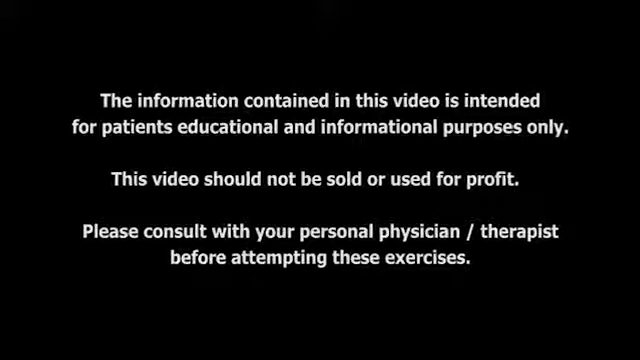 The information contained in this video is intended
for patients educational and informational purposes only.
This video should not be sold or used for profit.
Please consult with your personal physician / therapist
before attempting these exercises.